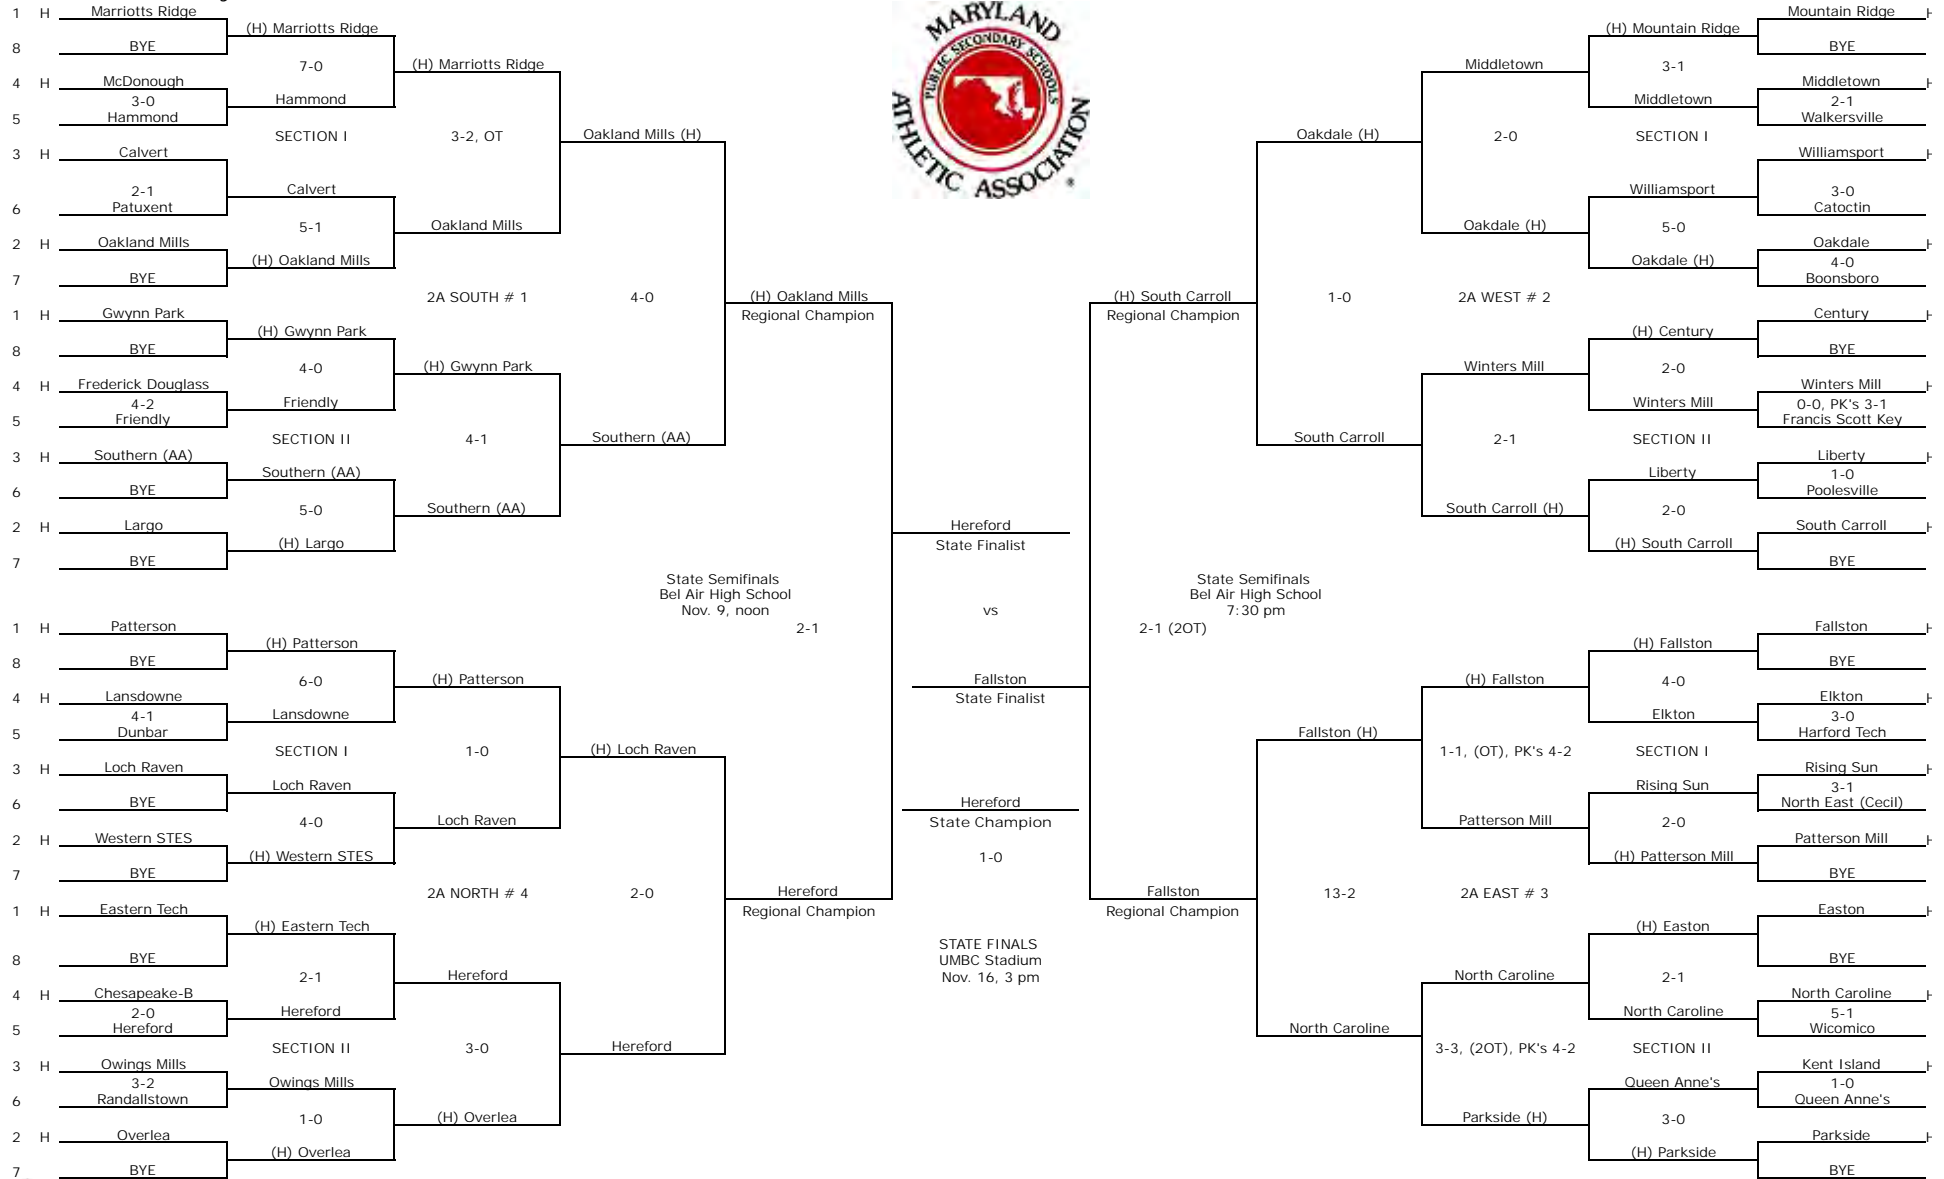 1 H Marriotts Ridge
8 BYE
4 H McDonough
3-0
5 Hammond
3 H Calvert
2-1
6 Patuxent
2 H Oakland Mills
7 BYE
1 H Gwynn Park
8 BYE
4 H Frederick Douglass
4-2
5 Friendly
3 H Southern (AA)
6 BYE
2 H Largo
7 BYE
(H) Marriotts Ridge
7-0
Hammond
SECTION I
Calvert
5-1
(H) Oakland Mills
(H) Gwynn Park
4-0
Friendly
SECTION II
Southern (AA)
5-0
(H) Largo
(H) Marriotts Ridge
3-2, OT
Oakland Mills
2A SOUTH # 1
(H) Gwynn Park
4-1
Southern (AA)
Oakland Mills (H)
4-0
Southern (AA)
(H) Oakland Mills
Regional Champion
1 H Patterson
8 BYE
4 H Lansdowne
4-1
5 Dunbar
3 H Loch Raven
6 BYE
2 H Western STES
7 BYE
1 H Eastern Tech
8 BYE
4 H Chesapeake-B
2-0
5 Hereford
3 H Owings Mills
3-2
6 Randallstown
2 H Overlea
7 BYE
(H) Patterson
6-0
Lansdowne
SECTION I
Loch Raven
4-0
(H) Western STES
(H) Eastern Tech
2-1
Hereford
SECTION II
Owings Mills
1-0
(H) Overlea
(H) Patterson
1-0
Loch Raven
2A NORTH # 4
Hereford
3-0
(H) Overlea
(H) Loch Raven
2-0
Hereford
Hereford
Regional Champion
State Semifinals
Bel Air High School
Nov. 9, noon
2-1
MARYLAND
PUBLIC SECONDARY SCHOOLS
ATHLETIC ASSOCIATION
®
Hereford
State Finalist
vs
Fallston
State Finalist
Hereford
State Champion
1-0
STATE FINALS
UMBC Stadium
Nov. 16, 3 pm
State Semifinals
Bel Air High School
7:30 pm
2-1 (2OT)
(H) South Carroll
Regional Champion
Oakdale (H)
1-0
South Carroll
Middletown
2-0
Oakdale (H)
2A WEST # 2
Winters Mill
2-1
South Carroll (H)
(H) Mountain Ridge
3-1
Middletown
SECTION I
Williamsport
5-0
Oakdale (H)
(H) Century
2-0
Winters Mill
SECTION II
Liberty
2-0
(H) South Carroll
Mountain Ridge H
BYE
Middletown H
2-1
Walkersville
Williamsport H
3-0
Catoctin
Oakdale H
4-0
Boonsboro
Century H
BYE
Winters Mill H
0-0, PK's 3-1
Francis Scott Key
Liberty H
1-0
Poolesville
South Carroll H
BYE
Fallston
Regional Champion
Fallston (H)
13-2
North Caroline
(H) Fallston
1-1, (OT), PK's 4-2
Patterson Mill
2A EAST # 3
North Caroline
3-3, (2OT), PK's 4-2
Parkside (H)
(H) Fallston
4-0
Elkton
SECTION I
Rising Sun
2-0
(H) Patterson Mill
(H) Easton
2-1
North Caroline
SECTION II
Queen Anne's
3-0
(H) Parkside
Fallston H
BYE
Elkton H
3-0
Harford Tech
Rising Sun H
3-1
North East (Cecil)
Patterson Mill H
BYE
Easton H
BYE
North Caroline H
5-1
Wicomico
Kent Island H
1-0
Queen Anne's
Parkside H
BYE